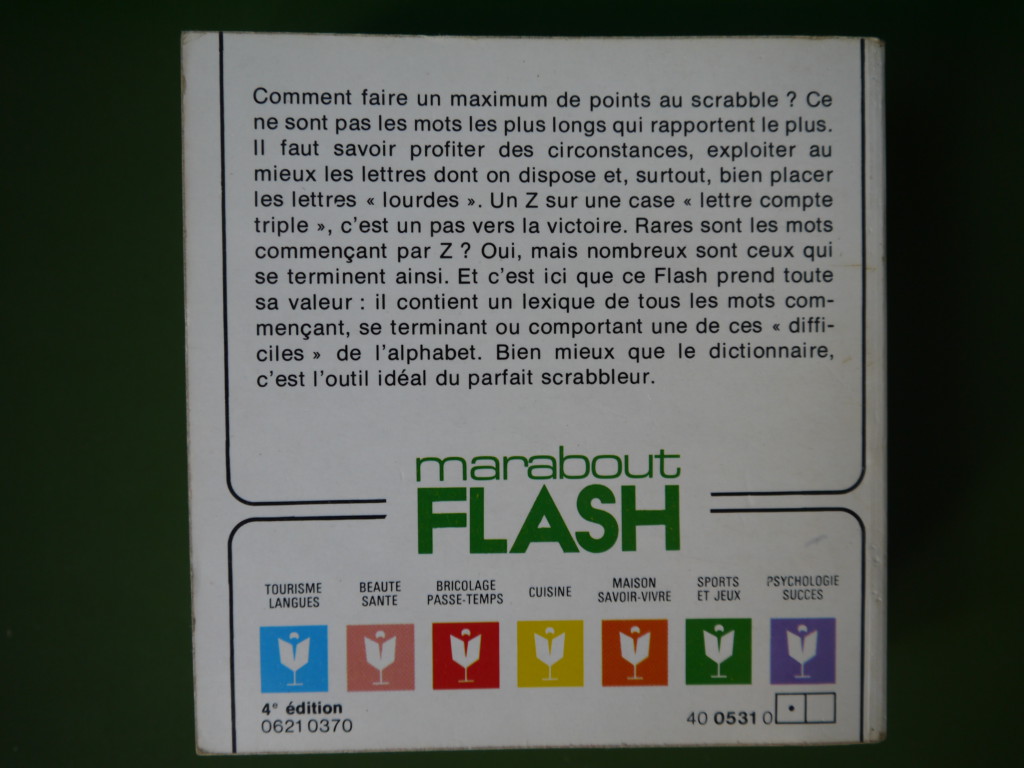 Comment faire un maximum de points au scrabble ? Ce
ne sont pas les mots les plus longs qui rapportent le plus.
Il faut savoir profiter des circonstances, exploiter au
mieux les lettres dont on dispose et, surtout, bien placer
les lettres « lourdes ». Un Z sur une case « lettre compte
triple », c'est un pas vers la victoire. Rares sont les mots
commençant par Z ? Oui, mais nombreux sont ceux qui
se terminent ainsi. Et c'est ici que ce Flash prend toute
sa valeur : il contient un lexique de tous les mots com-
mençant, se terminant ou comportant une de ces « diffi-
ciles » de l'alphabet. Bien mieux que le dictionnaire,
c'est l'outil idéal du parfait scrabbleur.
marabout
FLASH
TOURISME
LANGUES
BEAUTE
SANTE
BRICOLAGE
PASSE-TEMPS
CUISINE
MAISON
SAVOIR-VIVRE
SPORTS
ET JEUX
PSYCHOLOGIE
SUCCES
4e édition
0621 0370
40 0531 0